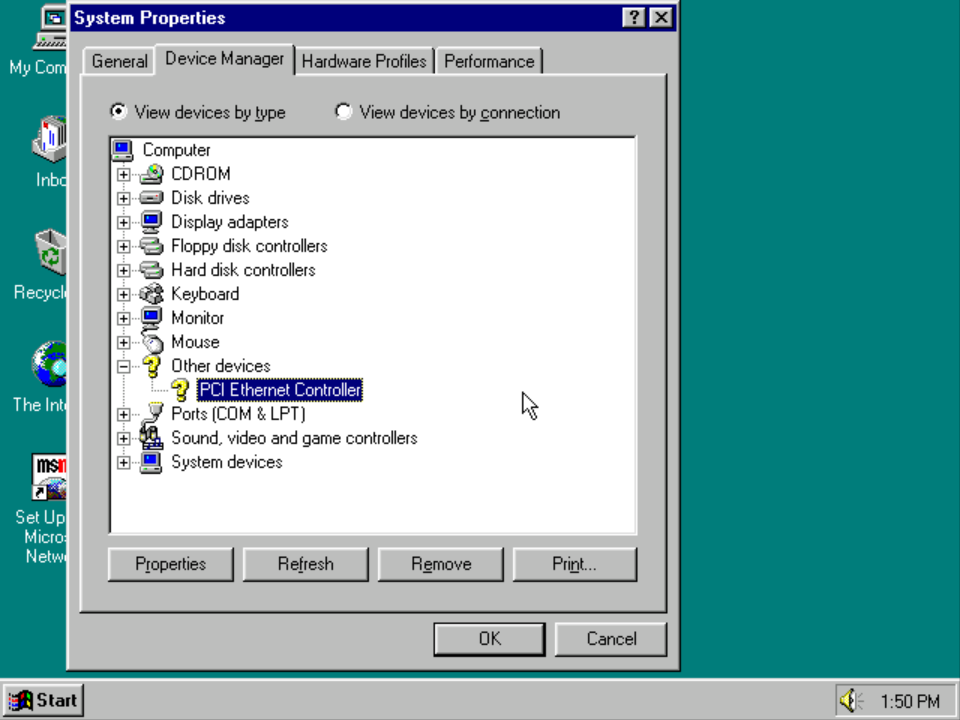 System Properties
General
Device Manager
Hardware Profiles
Performance
View devices by type
View devices by connection
Computer
CDROM
Disk drives
Display adapters
Floppy disk controllers
Hard disk controllers
Keyboard
Monitor
Mouse
Other devices
PCI Ethernet Controller
Ports (COM & LPT)
Sound, video and game controllers
System devices
Properties
Refresh
Remove
Print...
OK
Cancel
My Com
Inbo
Recycl
The Int
msn
Set Up
Micro
Netw
Start
1:50 PM